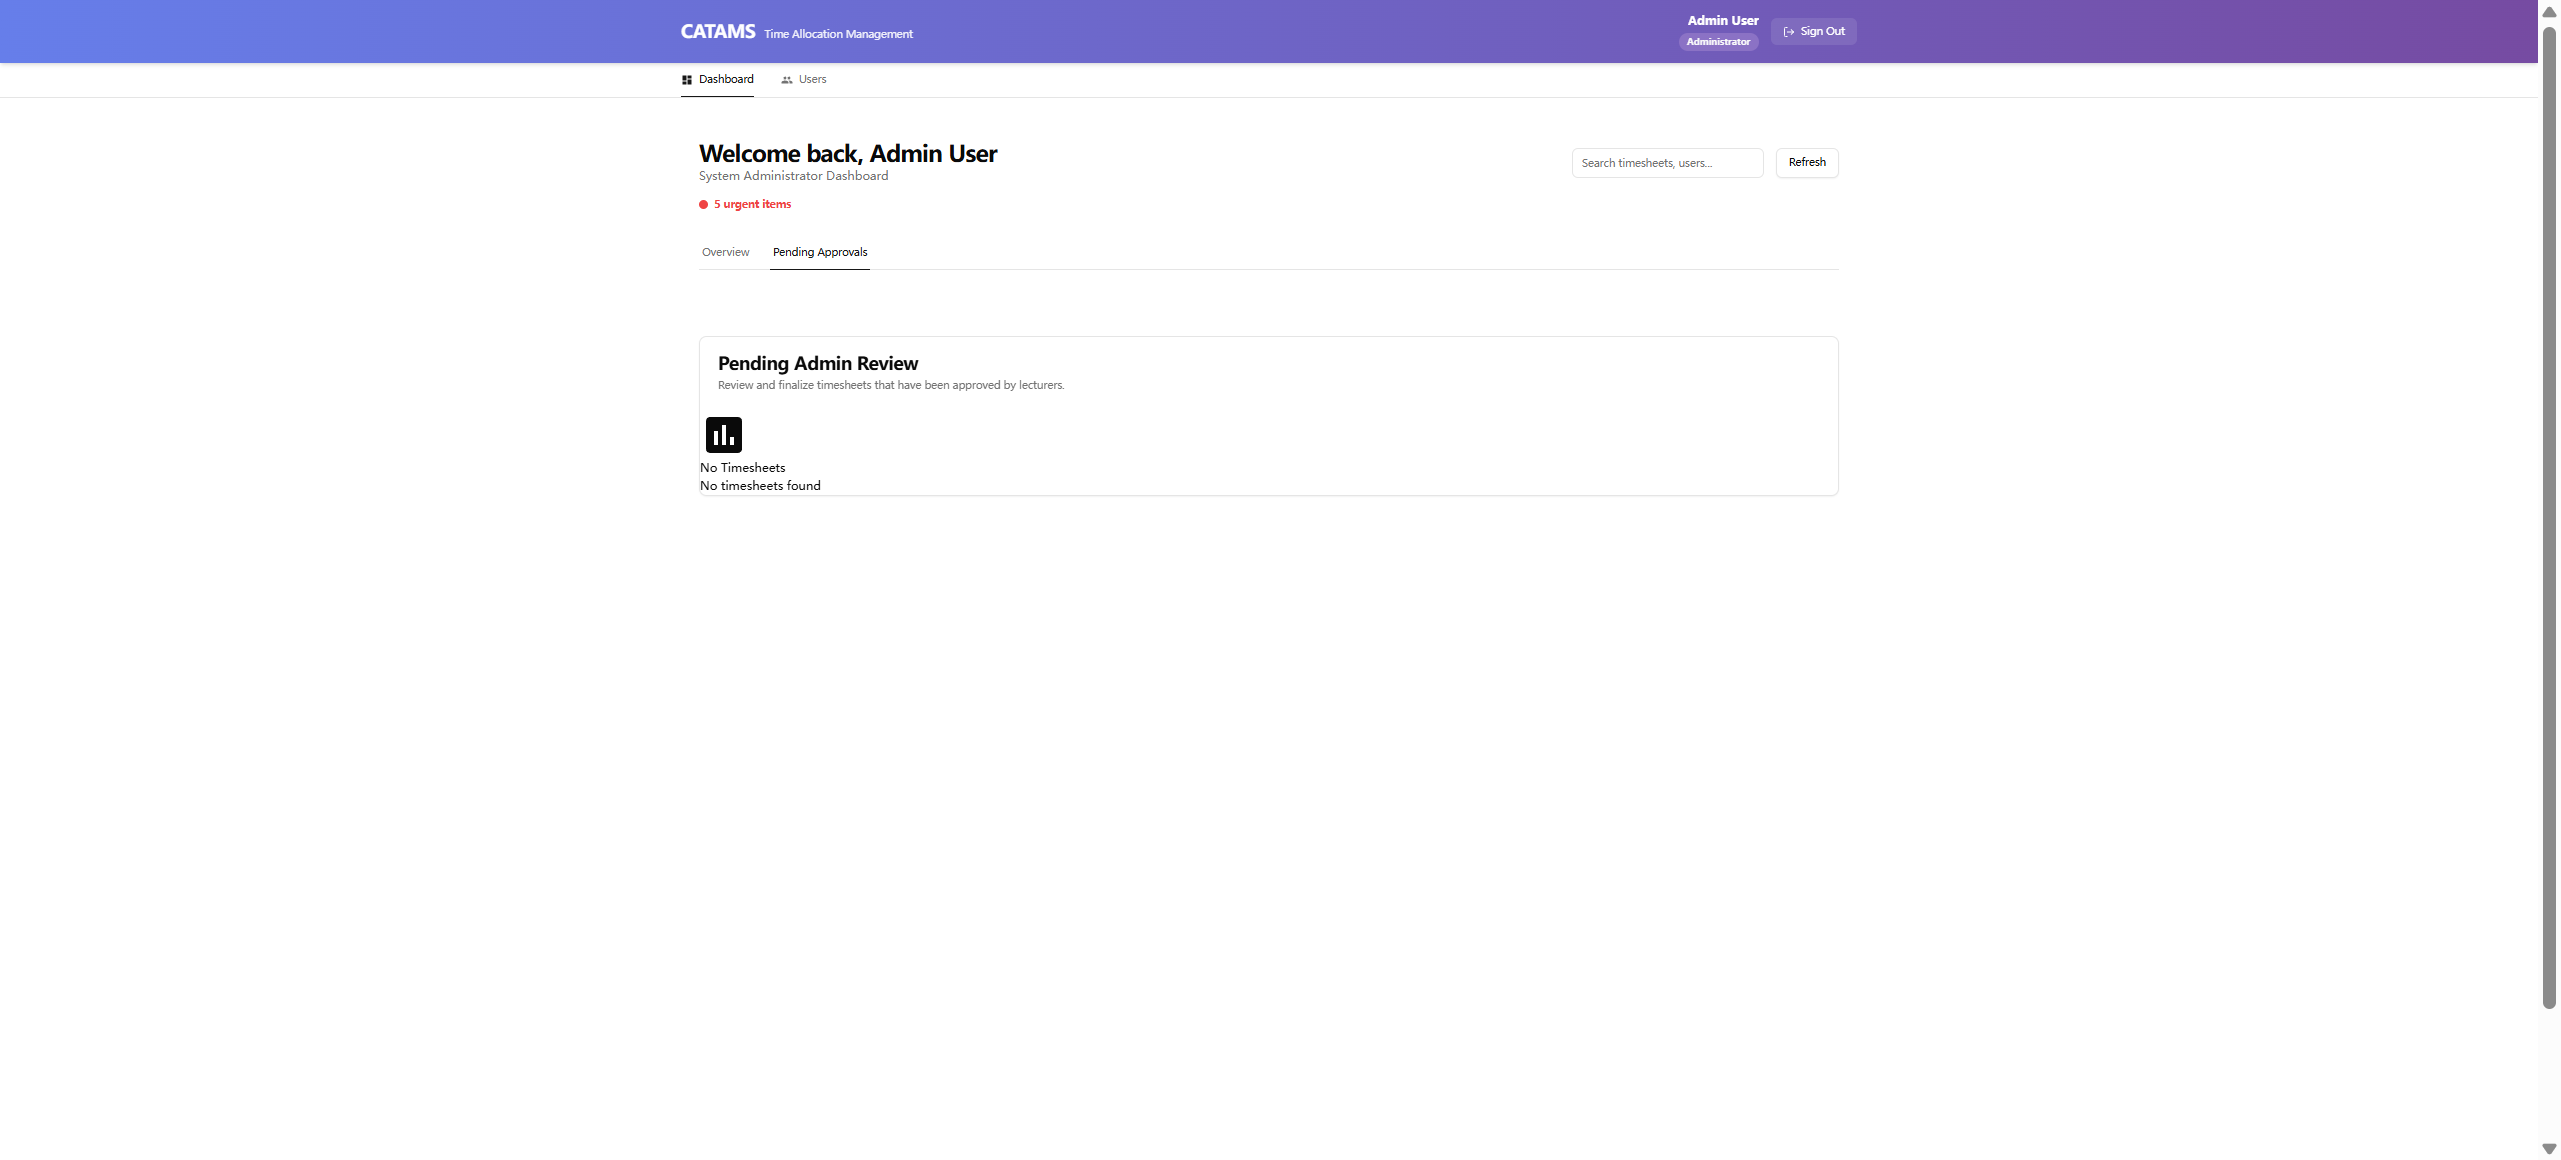 CATAMS Time Allocation Management
Admin User
Administrator
Sign Out
Dashboard Users
Welcome back, Admin User
System Administrator Dashboard
5 urgent items
Search timesheets, users...
Refresh
Overview Pending Approvals
Pending Admin Review
Review and finalize timesheets that have been approved by lecturers.
No Timesheets
No timesheets found